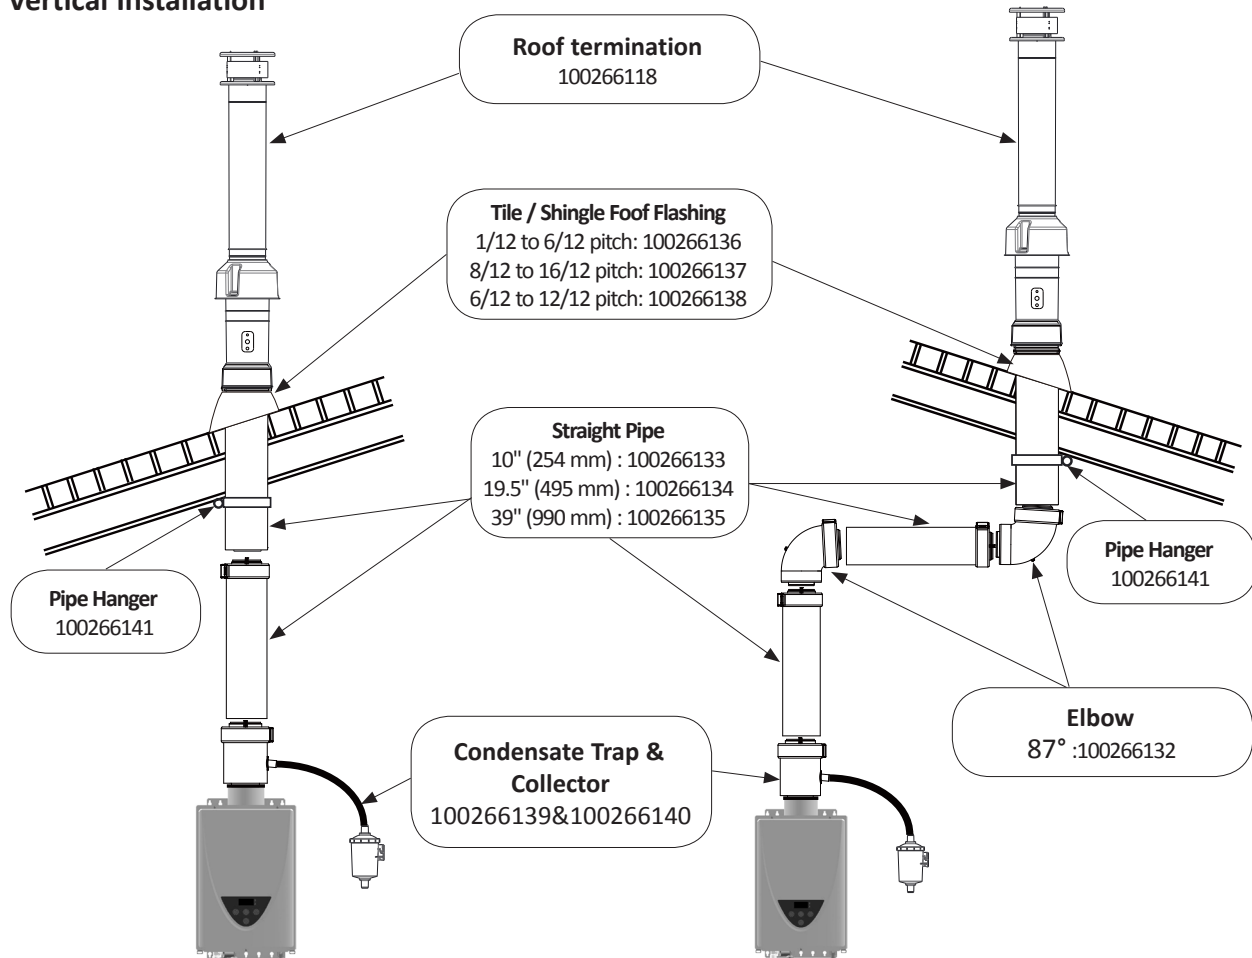 Vertical Installation
Roof termination
100266118
Tile / Shingle Foof Flashing
1/12 to 6/12 pitch: 100266136
8/12 to 16/12 pitch: 100266137
6/12 to 12/12 pitch: 100266138
Straight Pipe
10" (254 mm) : 100266133
19.5" (495 mm) : 100266134
39" (990 mm) : 100266135
Pipe Hanger
100266141
Pipe Hanger
100266141
Elbow
87° :100266132
Condensate Trap &
Collector
100266139&100266140